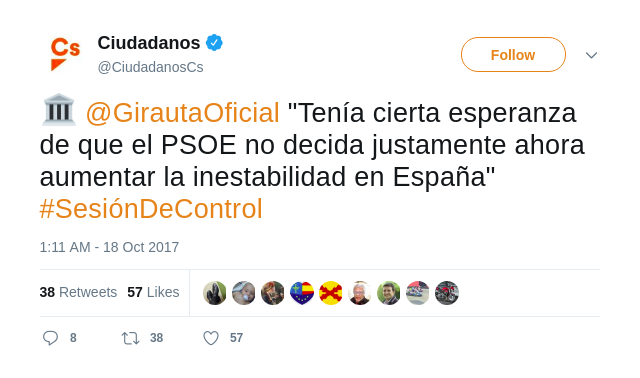 Cs
Ciudadanos
@CiudadanosCs
Follow
@GirautaOficial "Tenía cierta esperanza
de que el PSOE no decida justamente ahora
aumentar la inestabilidad en España"
#SesiónDeControl
1:11 AM - 18 Oct 2017
38 Retweets 57 Likes
8 38 57